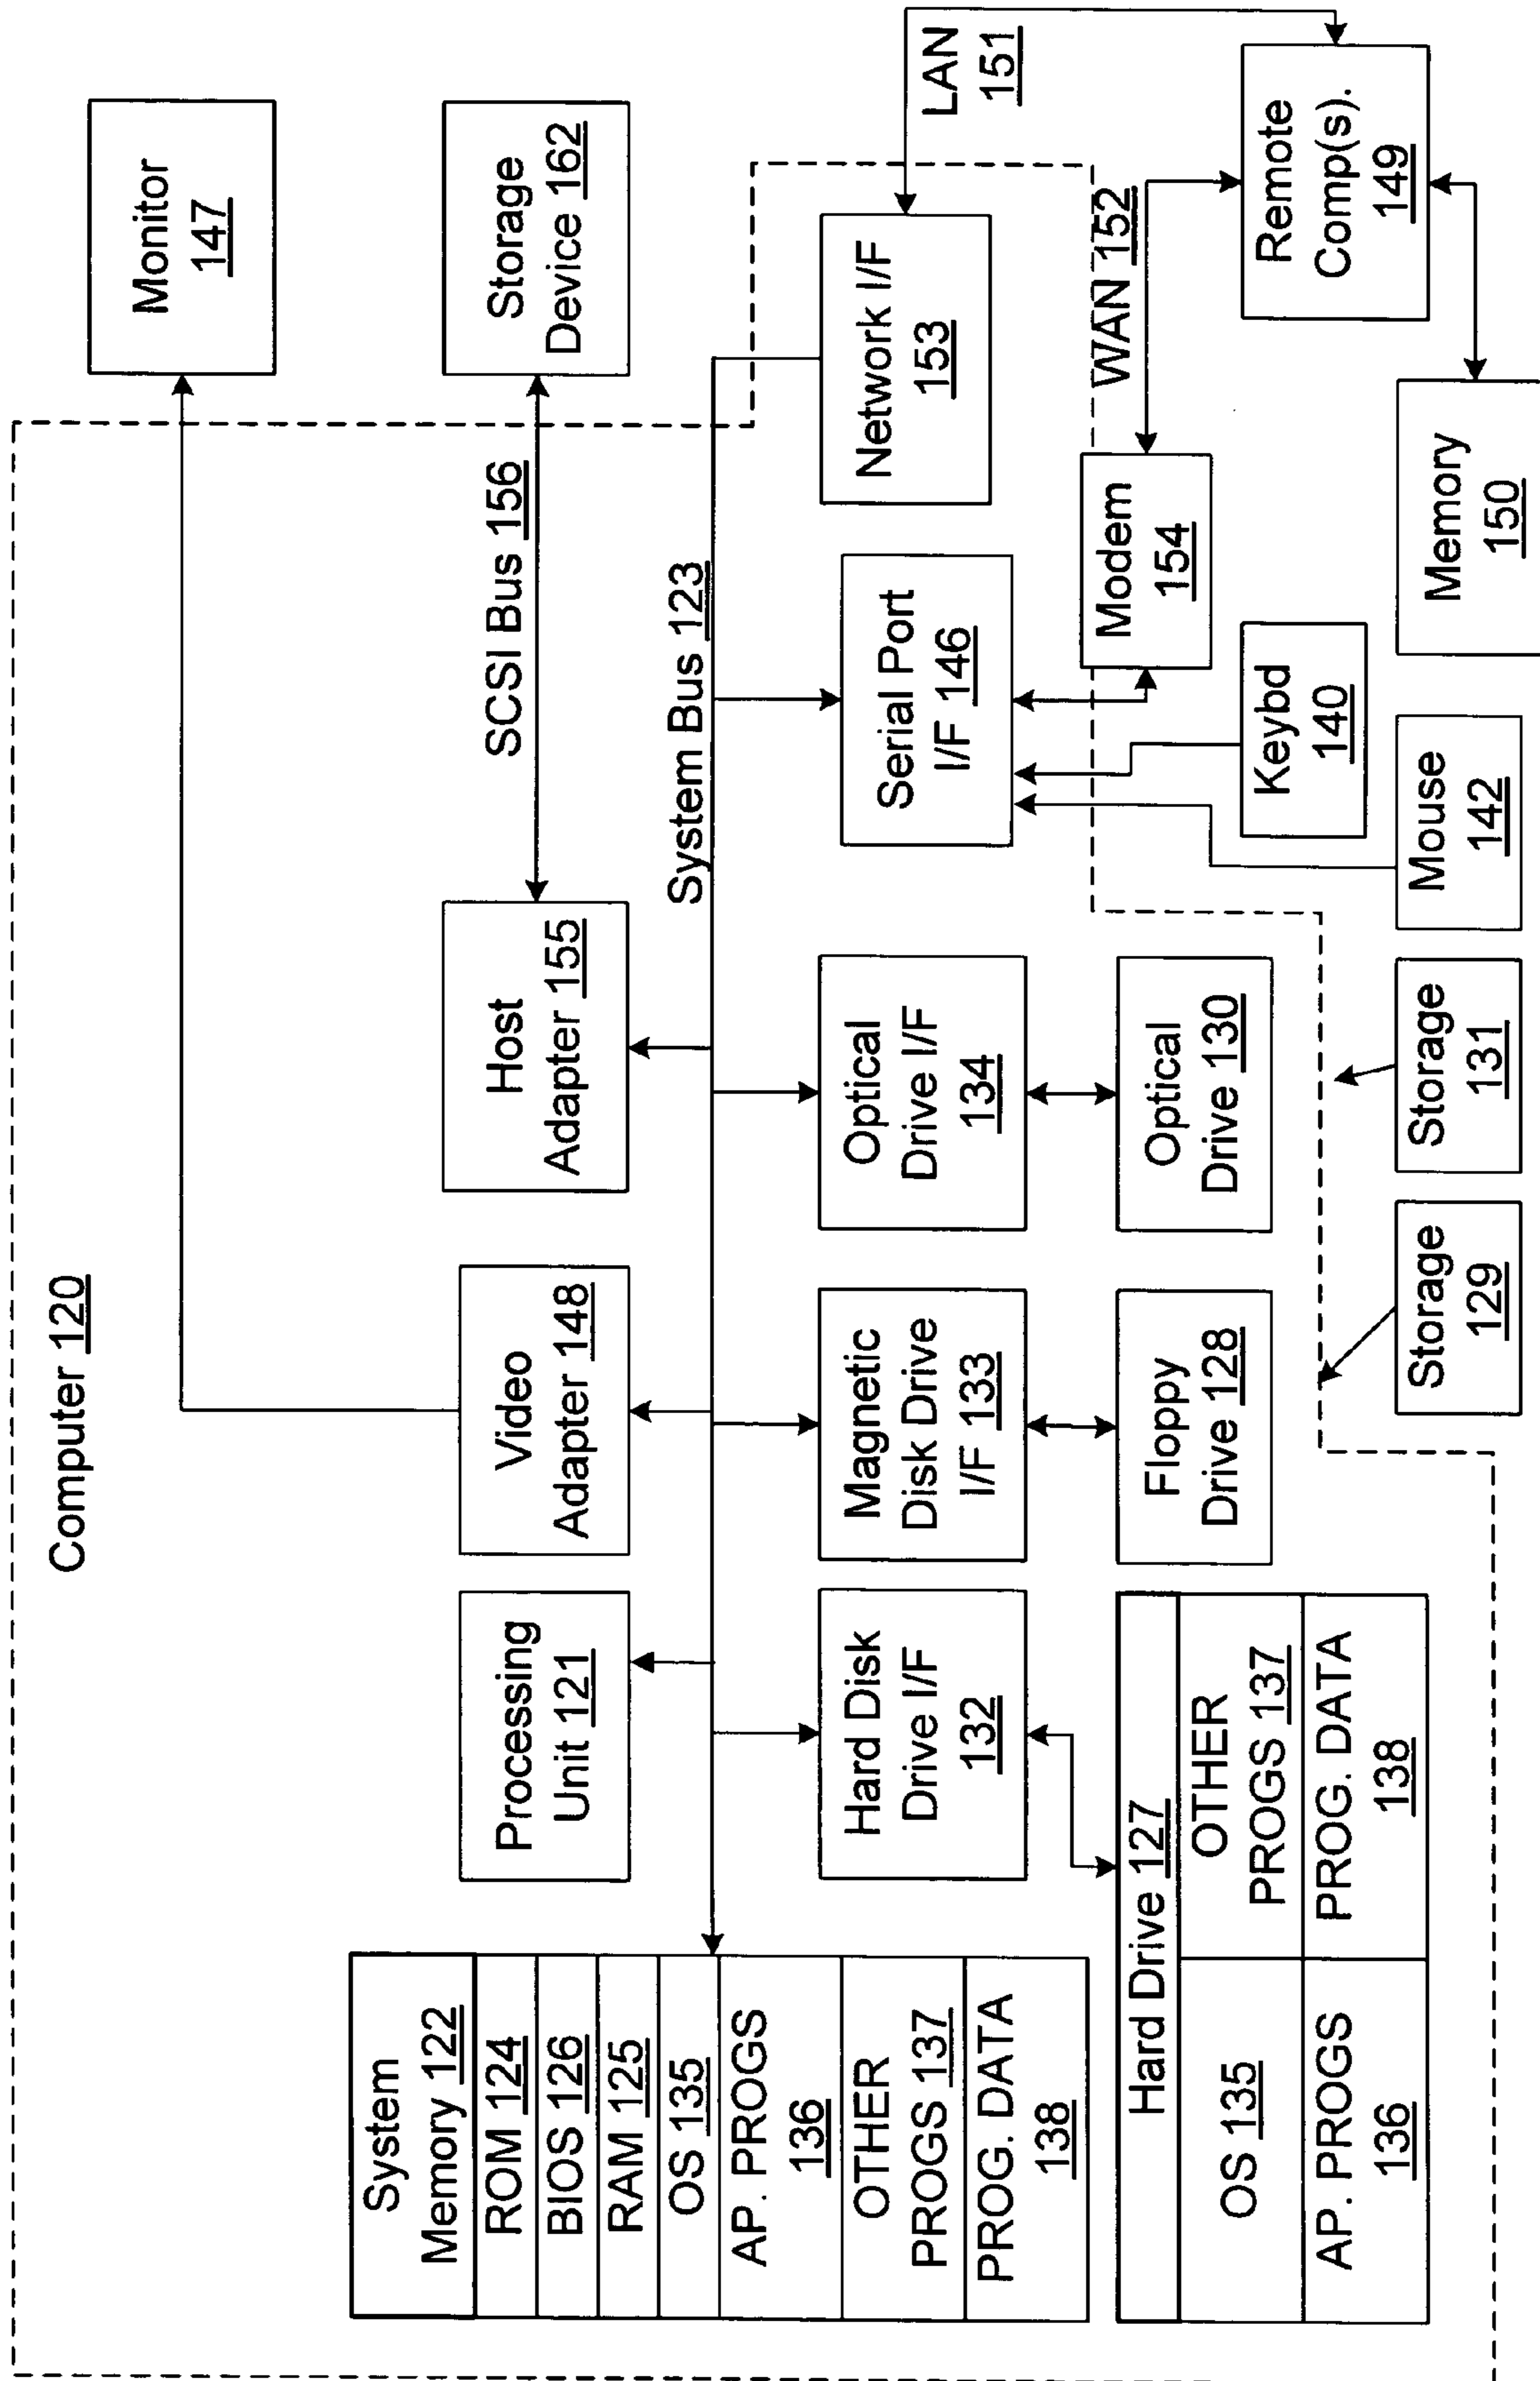 Computer 120
Monitor
147
System
Memory 122
ROM 124
BIOS 126
RAM 125
OS 135
AP. PROGS
136
OTHER
PROGS 137
PROG. DATA
138
Processing
Unit 121
Video
Adapter 148
Host
Adapter 155
SCSI Bus 156
Storage
Device 162
System Bus 123
Hard Disk
Drive I/F
132
Magnetic
Disk Drive
I/F 133
Optical
Drive I/F
134
Serial Port
I/F 146
Network I/F
153
LAN
151
Hard Drive 127
OS 135
OTHER
PROGS 137
AP. PROGS
136
PROG. DATA
138
Floppy
Drive 128
Optical
Drive 130
Modem
154
WAN 152
Keybd
140
Remote
Comp(s).
149
Storage
129
Storage
131
Mouse
142
Memory
150